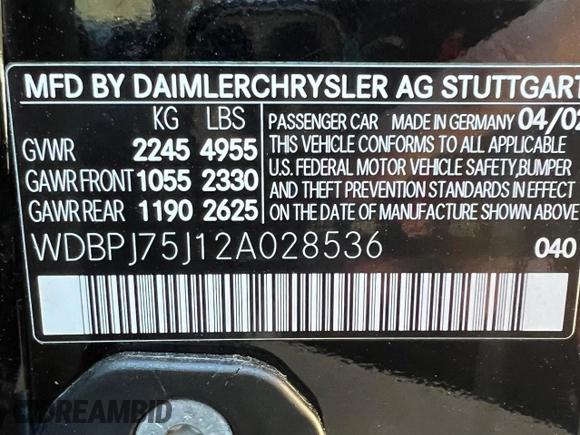 MFD BY DAIMLERCHRYSLER AG STUTTGART
KG LBS
GVWR 2245 4955
GAWR FRONT 1055 2330
GAWR REAR 1190 2625
PASSENGER CAR MADE IN GERMANY 04/02
THIS VEHICLE CONFORMS TO ALL APPLICABLE
U.S. FEDERAL MOTOR VEHICLE SAFETY,BUMPER
AND THEFT PREVENTION STANDARDS IN EFFECT
ON THE DATE OF MANUFACTURE SHOWN ABOVE
WDBPJ75J12A028536 040
DREAMBID